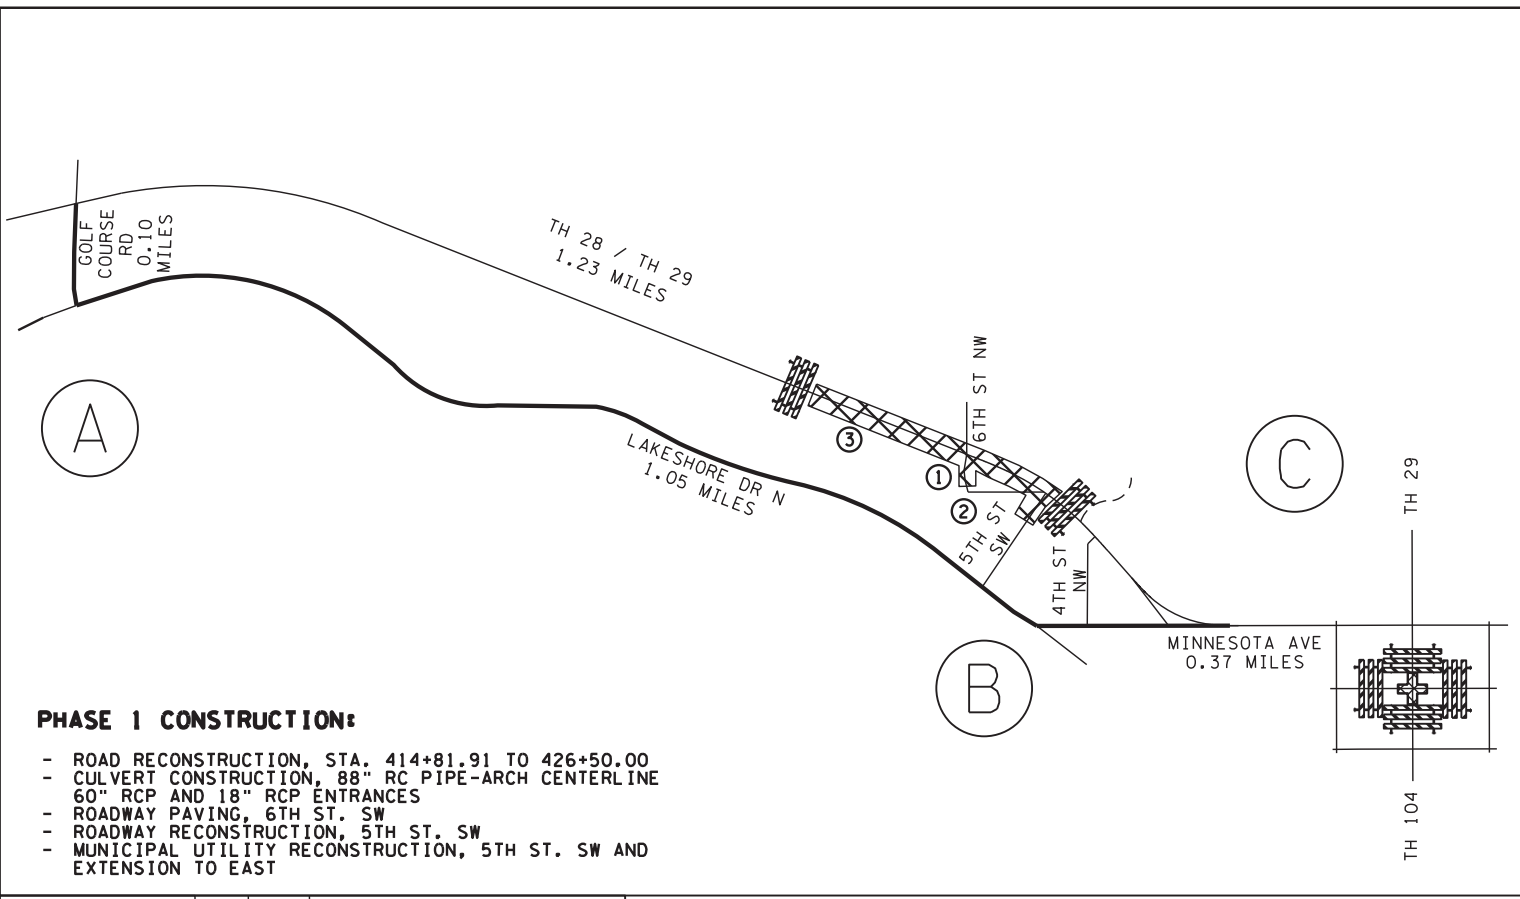 GOLF
COURSE
RD
0.10
MILES
TH 28 / TH 29
1.23 MILES
6TH ST NW
3
1
2
A
LAKESHORE DR N
1.05 MILES
5TH ST
SW
4TH ST
NW
C
TH 29
B
MINNESOTA AVE
0.37 MILES
TH 104
PHASE 1 CONSTRUCTION:
- ROAD RECONSTRUCTION, STA. 414+81.91 TO 426+50.00
- CULVERT CONSTRUCTION, 88" RC PIPE-ARCH CENTERLINE
60" RCP AND 18" RCP ENTRANCES
- ROADWAY PAVING, 6TH ST. SW
- ROADWAY RECONSTRUCTION, 5TH ST. SW
- MUNICIPAL UTILITY RECONSTRUCTION, 5TH ST. SW AND
EXTENSION TO EAST